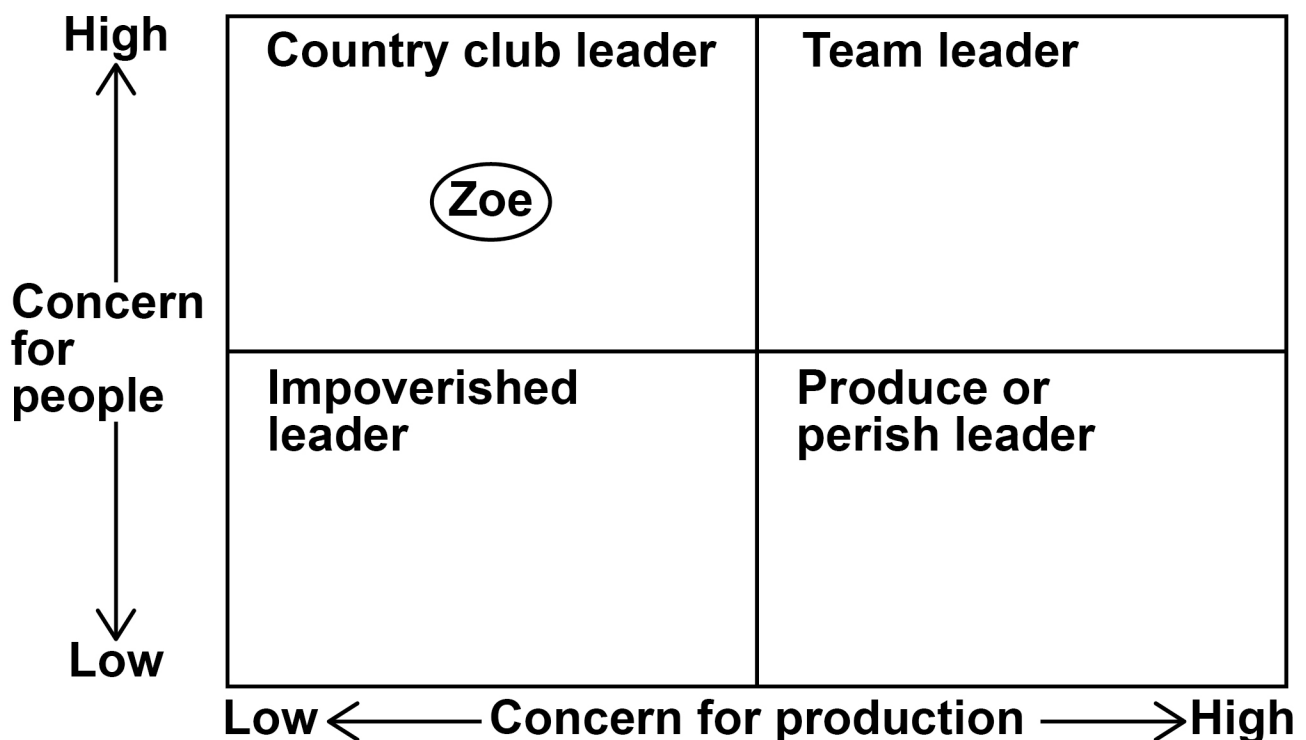 High
Country club leader
Team leader
Zoe
Concern
for
people
Impoverished
leader
Produce or
perish leader
Low
Low
Concern for production
High